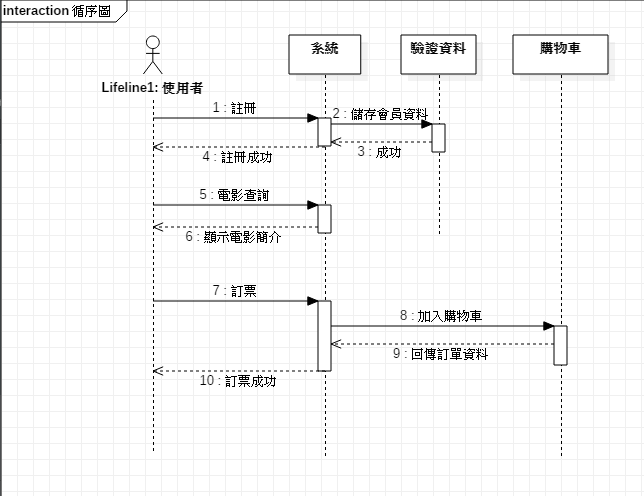 interaction 循序圖
系統
驗證資料
購物車
Lifeline1: 使用者
1 : 註冊
2 : 儲存會員資料
3 : 成功
4 : 註冊成功
5 : 電影查詢
6 : 顯示電影簡介
7 : 訂票
8 : 加入購物車
9 : 回傳訂單資料
10 : 訂票成功